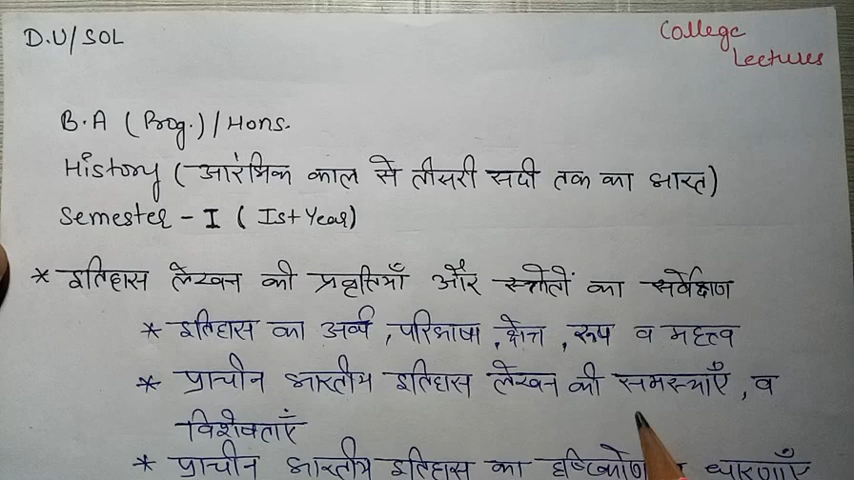 D.U/SOL
College
Lectures
B.A (Prog.)/Hons.
History (आरंभिक काल से तीसरी सदी तक का भारत)
Semester - I (Ist Year)
* इतिहास लेखन की प्रवृत्तियाँ और स्त्रोतों का सर्वेक्षण
* इतिहास का अर्थ, परिभाषा, क्षेत्र, रूप व महत्त्व
* प्राचीन भारतीय इतिहास लेखन की समस्याएँ, व
विशेषताएँ
* प्राचीन भारतीय इतिहास का दृष्टिकोण धारणाएँ